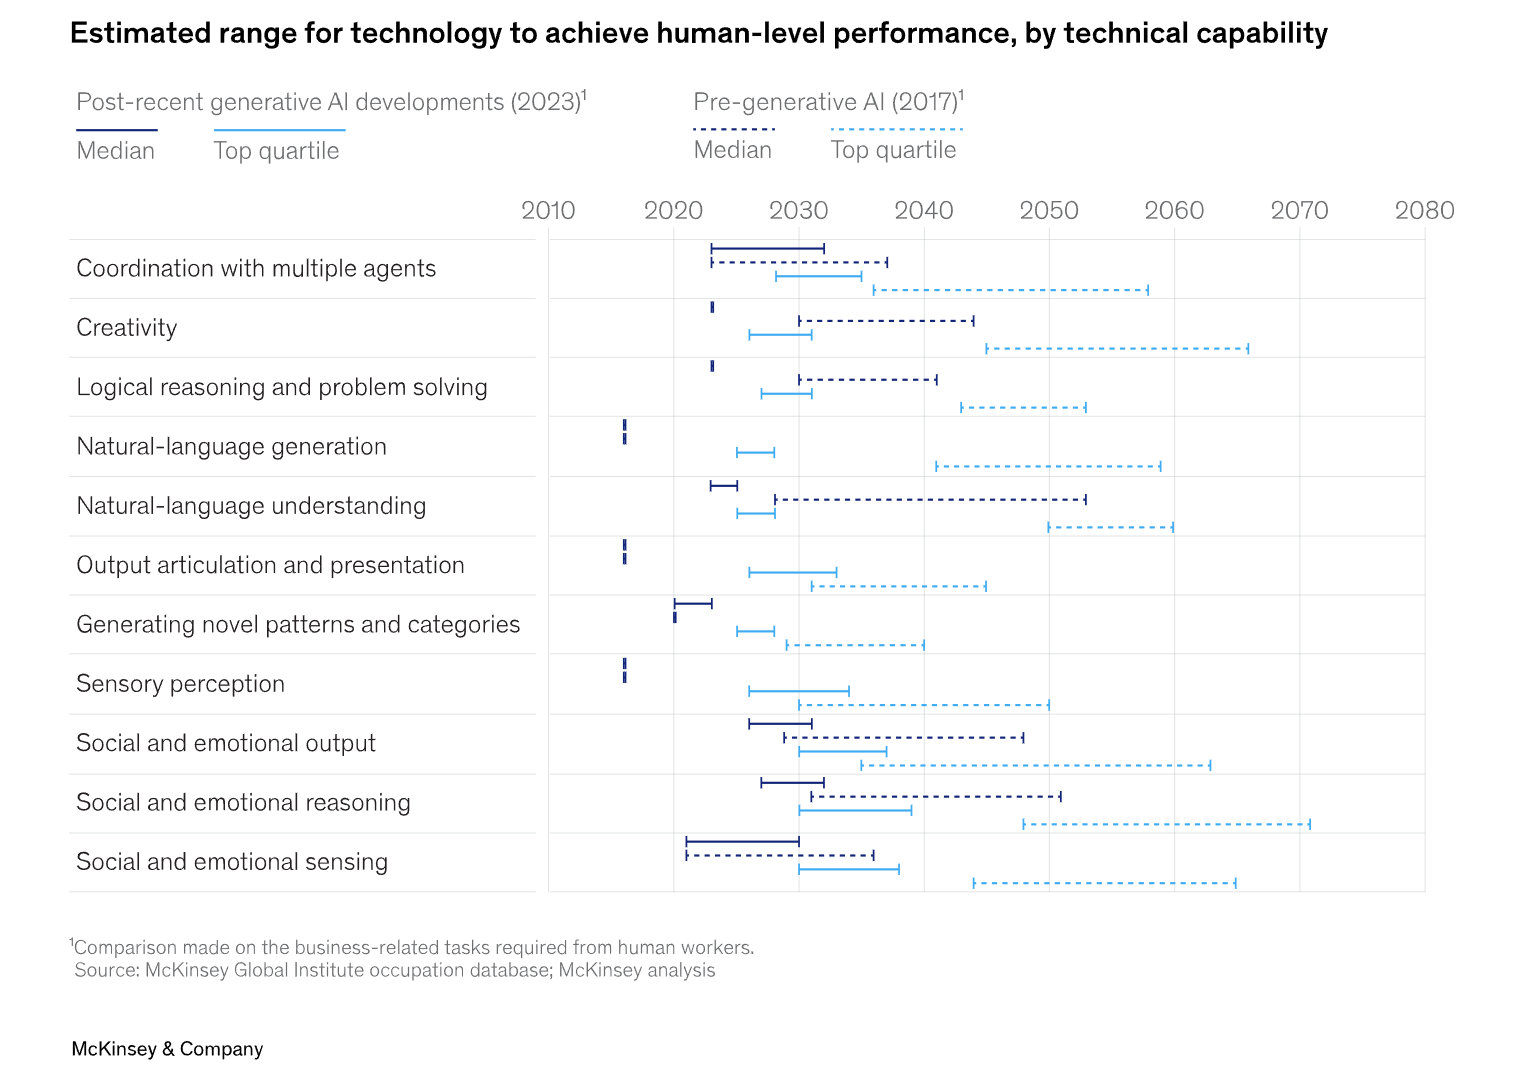 Estimated range for technology to achieve human-level performance, by technical capability
Post-recent generative AI developments (2023)¹
Median
Top quartile
Pre-generative AI (2017)¹
Median
Top quartile
2010 2020 2030 2040 2050 2060 2070 2080
Coordination with multiple agents
Creativity
Logical reasoning and problem solving
Natural-language generation
Natural-language understanding
Output articulation and presentation
Generating novel patterns and categories
Sensory perception
Social and emotional output
Social and emotional reasoning
Social and emotional sensing
¹Comparison made on the business-related tasks required from human workers.
Source: McKinsey Global Institute occupation database; McKinsey analysis
McKinsey & Company